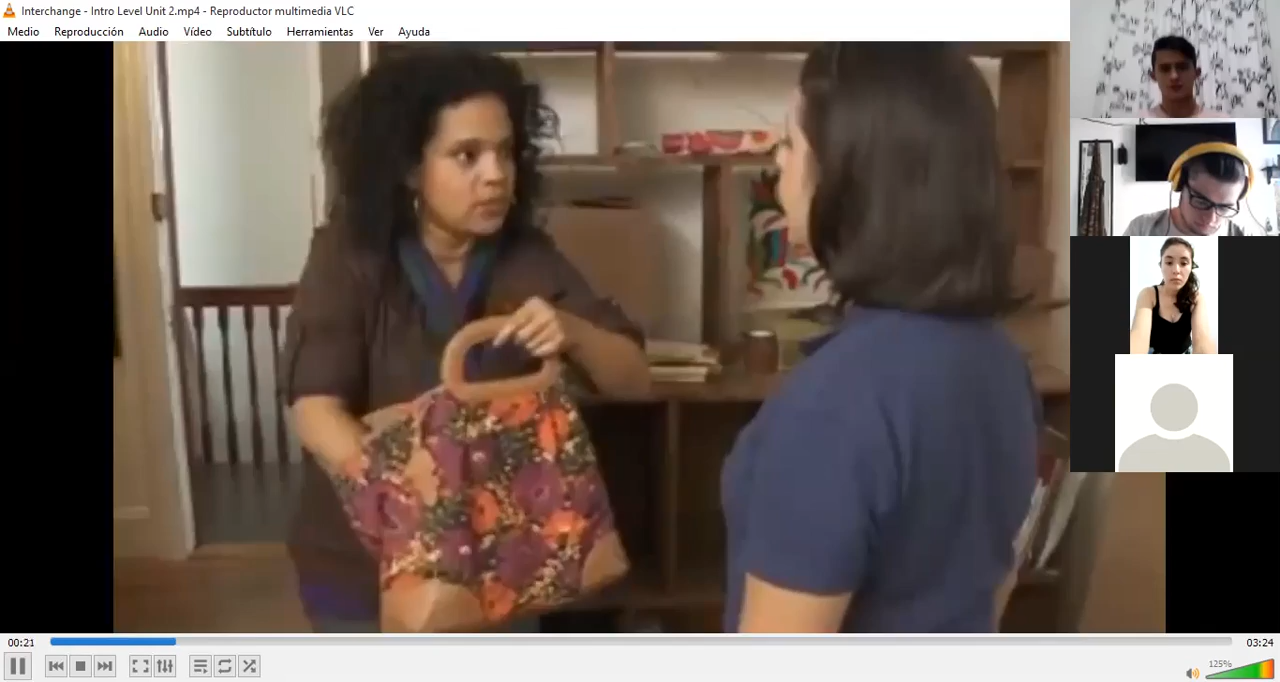 Interchange - Intro Level Unit 2.mp4 - Reproductor multimedia VLC
Medio Reproducción Audio Vídeo Subtítulo Herramientas Ver Ayuda
00:21 03:24
125%